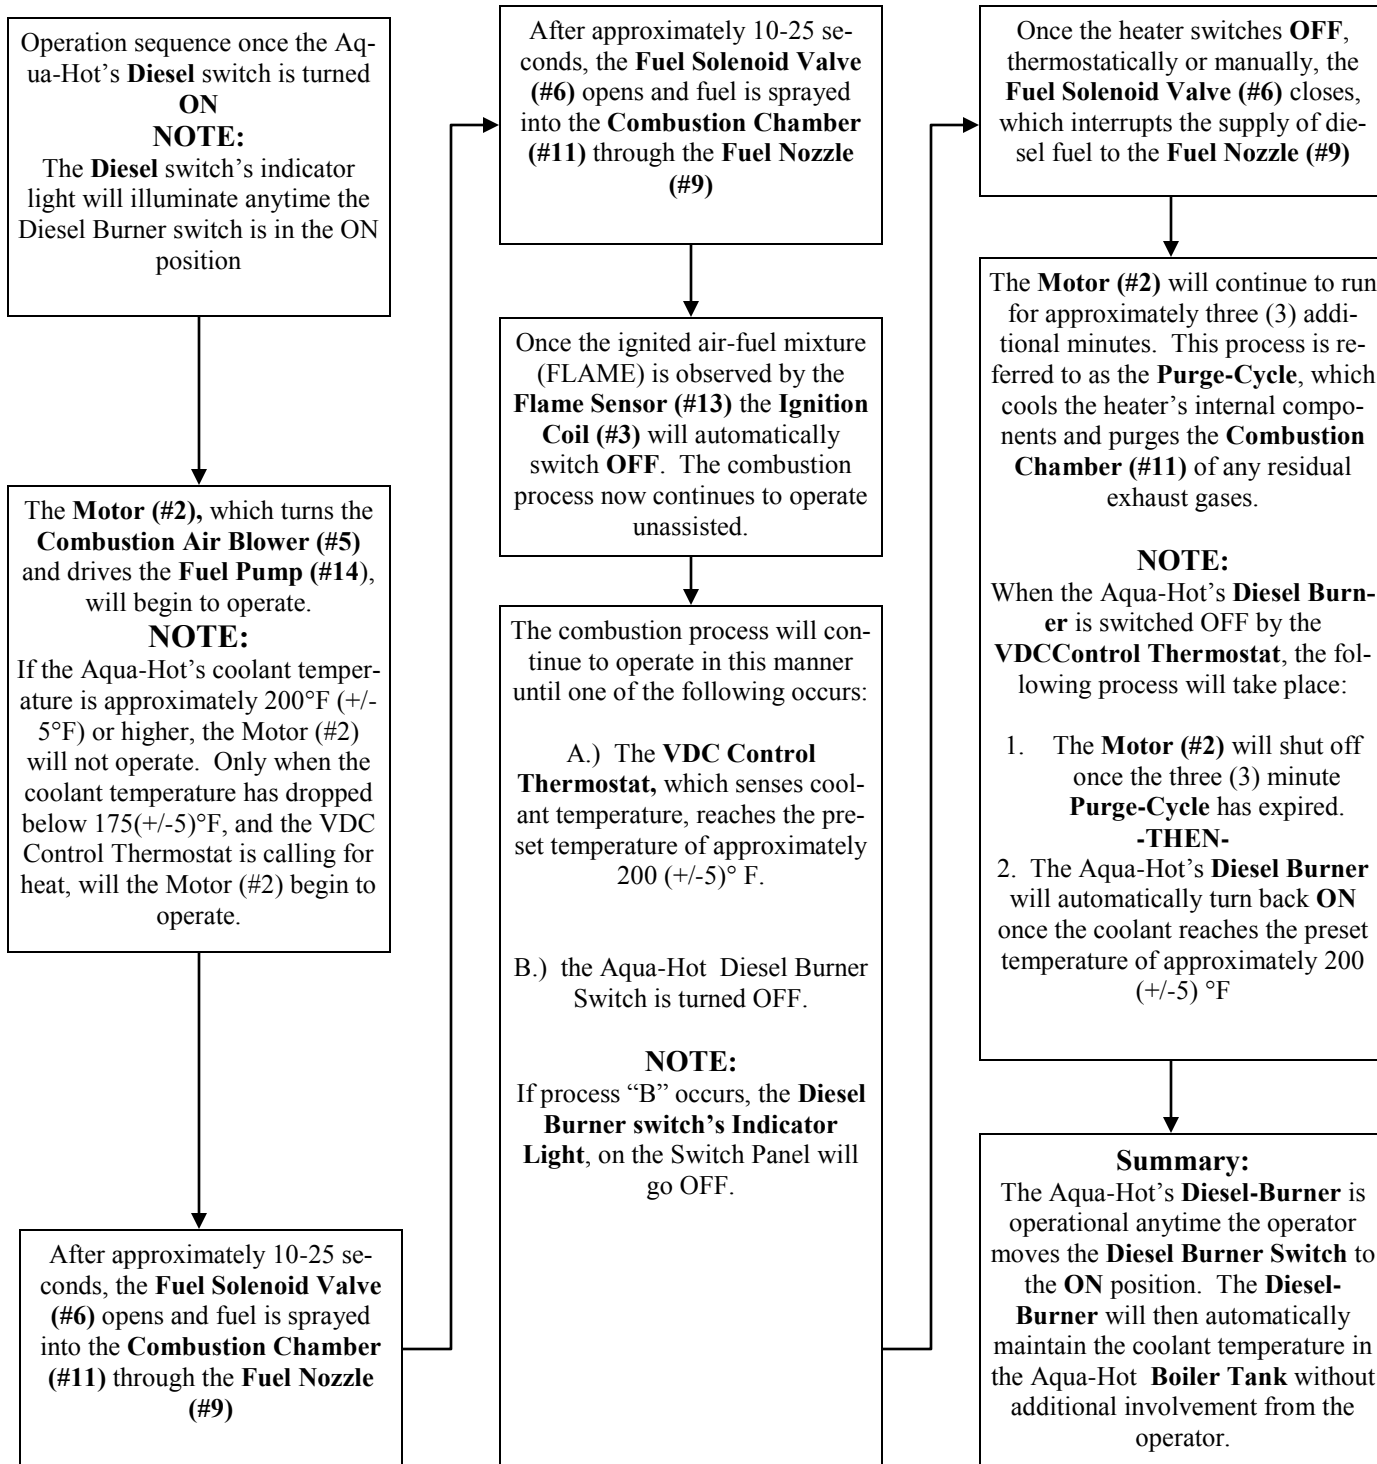 Operation sequence once the Aq-
ua-Hot's Diesel switch is turned
ON
NOTE:
The Diesel switch's indicator
light will illuminate anytime the
Diesel Burner switch is in the ON
position
The Motor (#2), which turns the
Combustion Air Blower (#5)
and drives the Fuel Pump (#14),
will begin to operate.
NOTE:
If the Aqua-Hot's coolant temper-
ature is approximately 200°F (+/-
5°F) or higher, the Motor (#2)
will not operate.  Only when the
coolant temperature has dropped
below 175(+/-5)°F, and the VDC
Control Thermostat is calling for
heat, will the Motor (#2) begin to
operate.
After approximately 10-25 se-
conds, the Fuel Solenoid Valve
(#6) opens and fuel is sprayed
into the Combustion Chamber
(#11) through the Fuel Nozzle
(#9)
After approximately 10-25 se-
conds, the Fuel Solenoid Valve
(#6) opens and fuel is sprayed
into the Combustion Chamber
(#11) through the Fuel Nozzle
(#9)
Once the ignited air-fuel mixture
(FLAME) is observed by the
Flame Sensor (#13) the Ignition
Coil (#3) will automatically
switch OFF.  The combustion
process now continues to operate
unassisted.
The combustion process will con-
tinue to operate in this manner
until one of the following occurs:
A.)  The VDC Control
Thermostat, which senses cool-
ant temperature, reaches the pre-
set temperature of approximately
200 (+/-5)° F.
B.)  the Aqua-Hot  Diesel Burner
Switch is turned OFF.
NOTE:
If process “B” occurs, the Diesel
Burner switch's Indicator
Light, on the Switch Panel will
go OFF.
Once the heater switches OFF,
thermostatically or manually, the
Fuel Solenoid Valve (#6) closes,
which interrupts the supply of die-
sel fuel to the Fuel Nozzle (#9)
The Motor (#2) will continue to run
for approximately three (3) addi-
tional minutes.  This process is re-
ferred to as the Purge-Cycle, which
cools the heater's internal compo-
nents and purges the Combustion
Chamber (#11) of any residual
exhaust gases.
NOTE:
When the Aqua-Hot's Diesel Burn-
er is switched OFF by the
VDCControl Thermostat, the fol-
lowing process will take place:
1.    The Motor (#2) will shut off
once the three (3) minute
Purge-Cycle has expired.
-THEN-
2.  The Aqua-Hot's Diesel Burner
will automatically turn back ON
once the coolant reaches the preset
temperature of approximately 200
(+/-5) °F
Summary:
The Aqua-Hot's Diesel-Burner is
operational anytime the operator
moves the Diesel Burner Switch to
the ON position.  The Diesel-
Burner will then automatically
maintain the coolant temperature in
the Aqua-Hot  Boiler Tank without
additional involvement from the
operator.